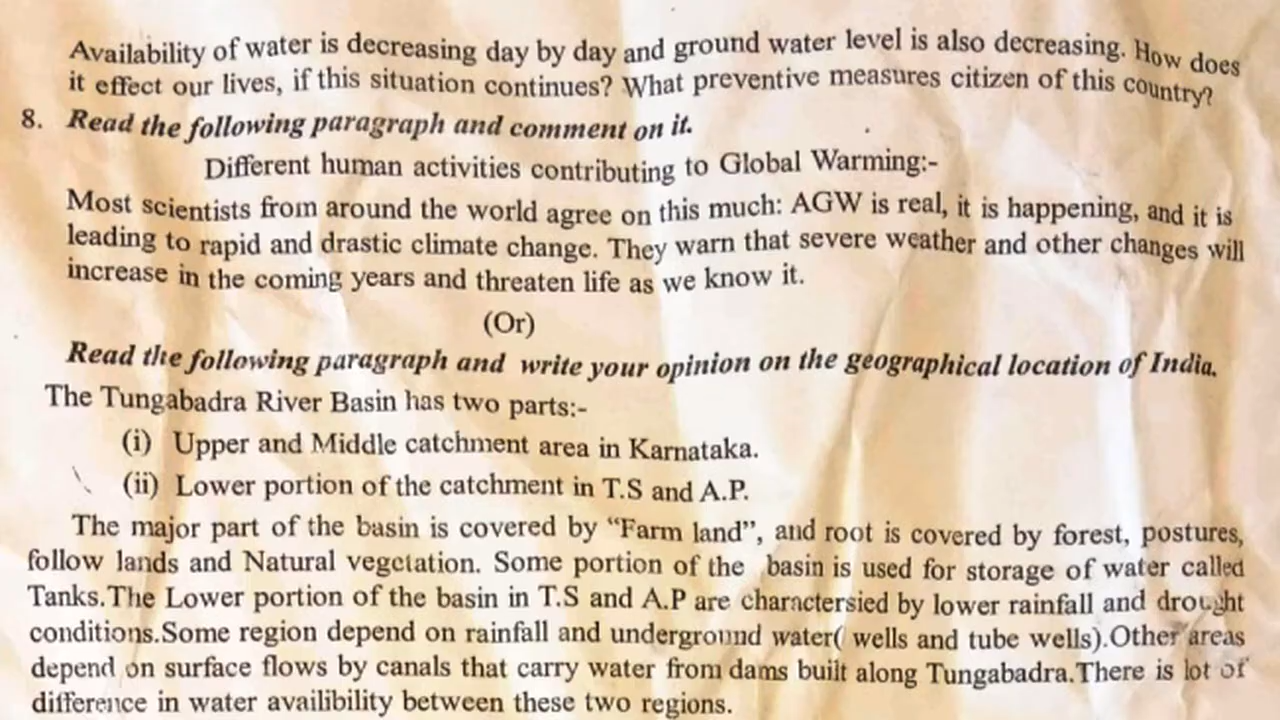 Availability of water is decreasing day by day and ground water level is also decreasing. How does
it effect our lives, if this situation continues? What preventive measures citizen of this country?
8. Read the following paragraph and comment on it.
Different human activities contributing to Global Warming:-
Most scientists from around the world agree on this much: AGW is real, it is happening, and it is
leading to rapid and drastic climate change. They warn that severe weather and other changes will
increase in the coming years and threaten life as we know it.
(Or)
Read the following paragraph and write your opinion on the geographical location of India.
The Tungabadra River Basin has two parts:-
(i) Upper and Middle catchment area in Karnataka.
(ii) Lower portion of the catchment in T.S and A.P.
The major part of the basin is covered by “Farm land”, and root is covered by forest, postures,
follow lands and Natural vegetation. Some portion of the basin is used for storage of water called
Tanks.The Lower portion of the basin in T.S and A.P are charactersied by lower rainfall and drought
conditions.Some region depend on rainfall and underground water( wells and tube wells).Other areas
depend on surface flows by canals that carry water from dams built along Tungabadra.There is lot of
difference in water availibility between these two regions.